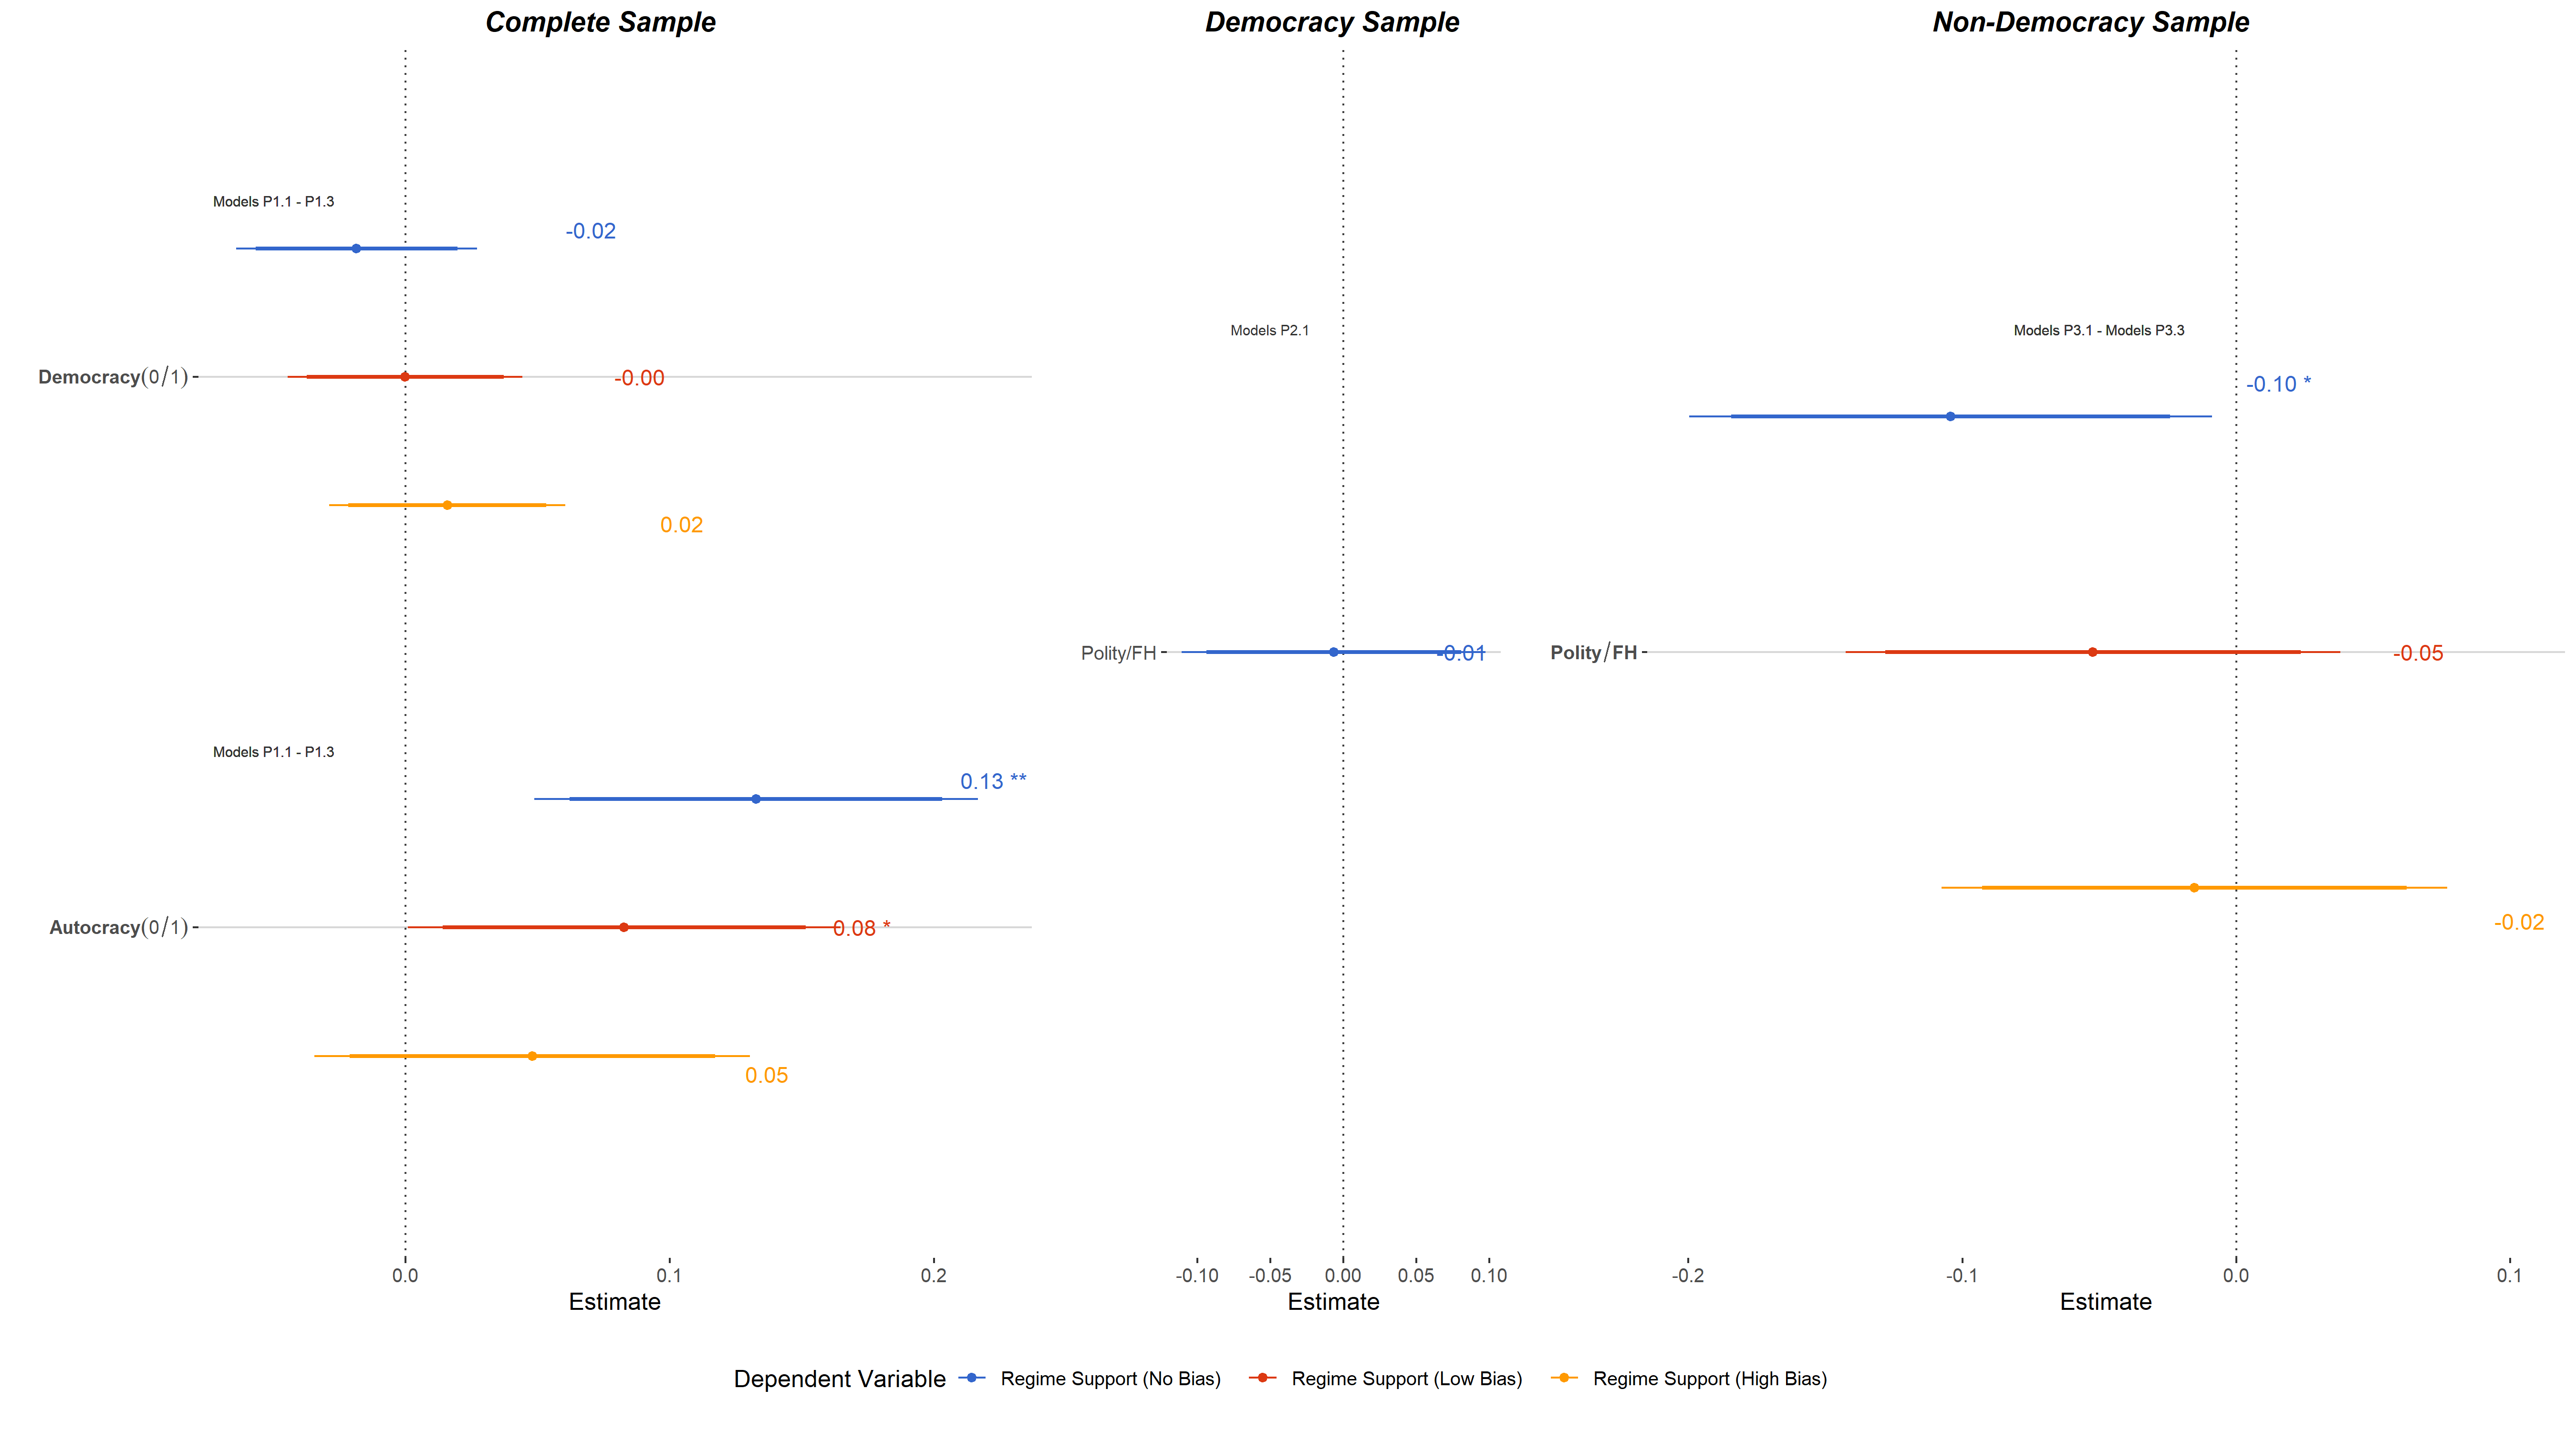 Complete Sample
Democracy Sample
Non-Democracy Sample
Models P1.1 - P1.3
-0.02
Democracy(0/1)
-0.00
0.02
Models P1.1 - P1.3
0.13 **
Autocracy(0/1)
0.08 *
0.05
0.0 0.1 0.2
Estimate
Models P2.1
Polity/FH
-0.01
-0.10 -0.05 0.00 0.05 0.10
Estimate
Models P3.1 - Models P3.3
-0.10 *
Polity/FH
-0.05
-0.02
-0.2 -0.1 0.0 0.1
Estimate
Dependent Variable Regime Support (No Bias) Regime Support (Low Bias) Regime Support (High Bias)